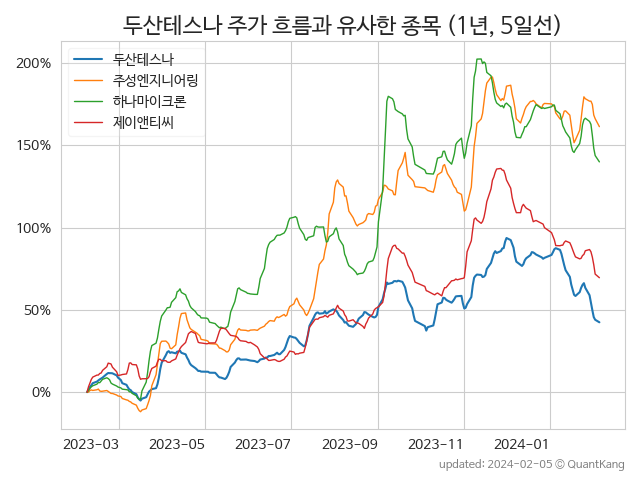 두산테스나 주가 흐름과 유사한 종목 (1년, 5일선)
두산테스나
주성엔지니어링
하나마이크론
제이앤티씨
200%
150%
100%
50%
0%
2023-03 2023-05 2023-07 2023-09 2023-11 2024-01
updated: 2024-02-05 © QuantKang